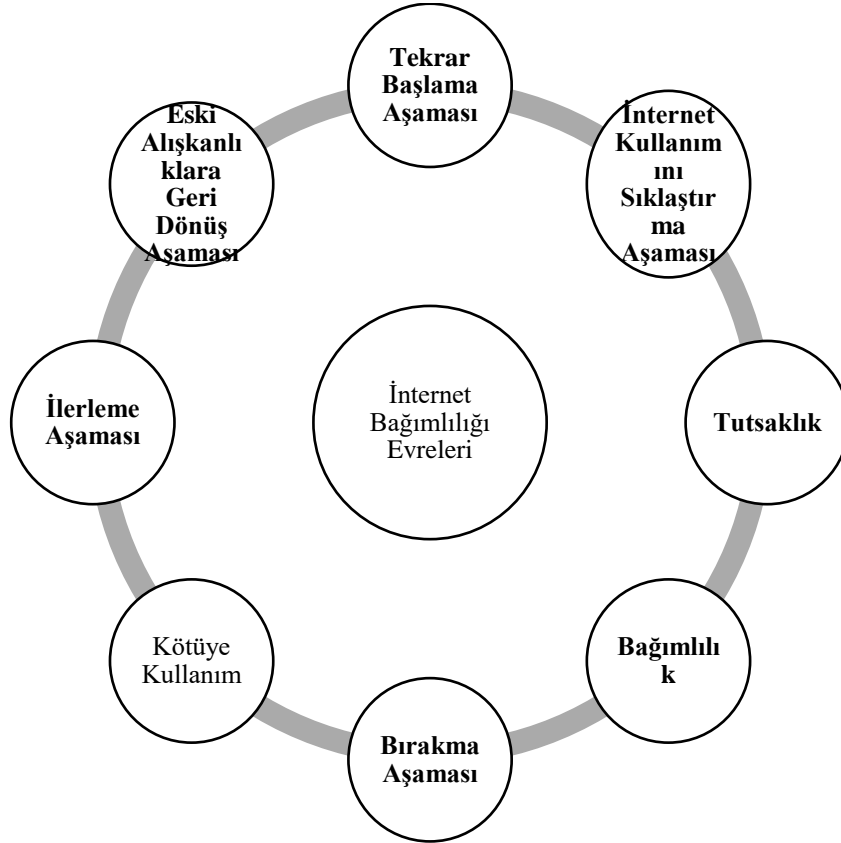 Tekrar
Başlama
Aşaması
İnternet
Kullanım
ını
Sıklaştır
ma
Aşaması
Tutsaklık
Bağımlılı
k
Bırakma
Aşaması
Kötüye
Kullanım
İlerleme
Aşaması
Eski
Alışkanlı
klara
Geri
Dönüş
Aşaması
İnternet
Bağımlılığı
Evreleri